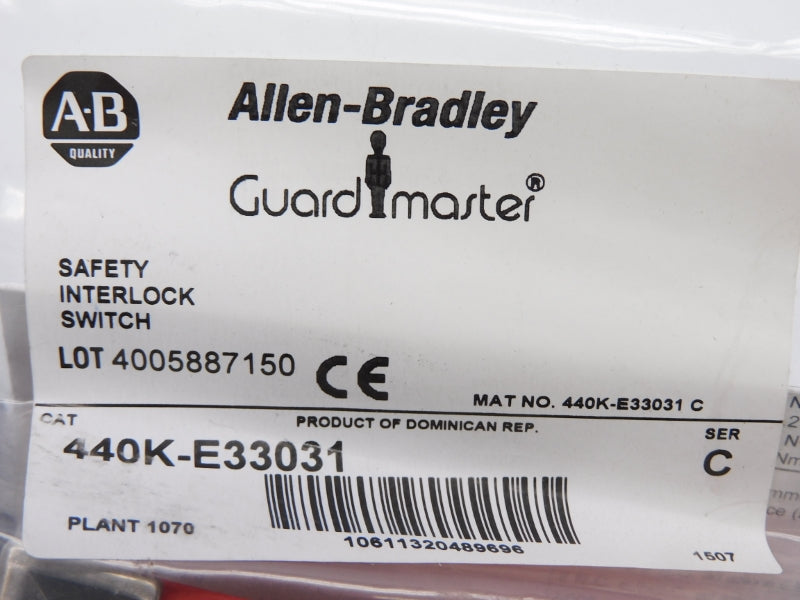 A-B
QUALITY
Allen-Bradley
Guardmaster®
SAFETY
INTERLOCK
SWITCH
LOT 4005887150 CE
MAT NO. 440K-E33031 C
CAT
PRODUCT OF DOMINICAN REP.
SER
440K-E33031
C
PLANT 1070
10611320489696
1507